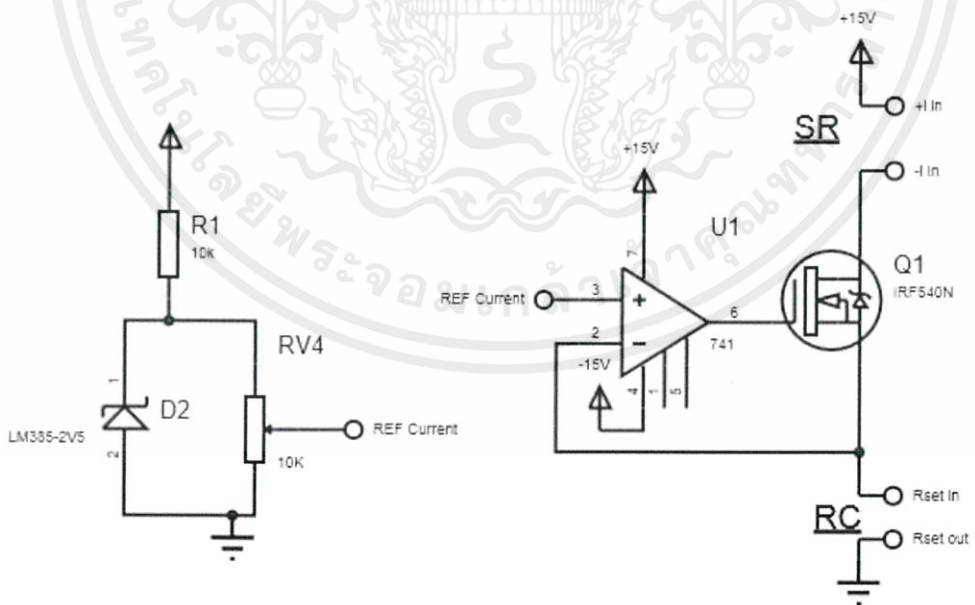 +15V
+I In
SR
-I In
+15V
U1
R1
10k
7
Q1
IRF540N
REF Current
3
+
6
2
-
741
RV4
-15V
4
1
5
1
D2
LM385-2V5
2
10K
REF Current
Rset In
RC
Rset out